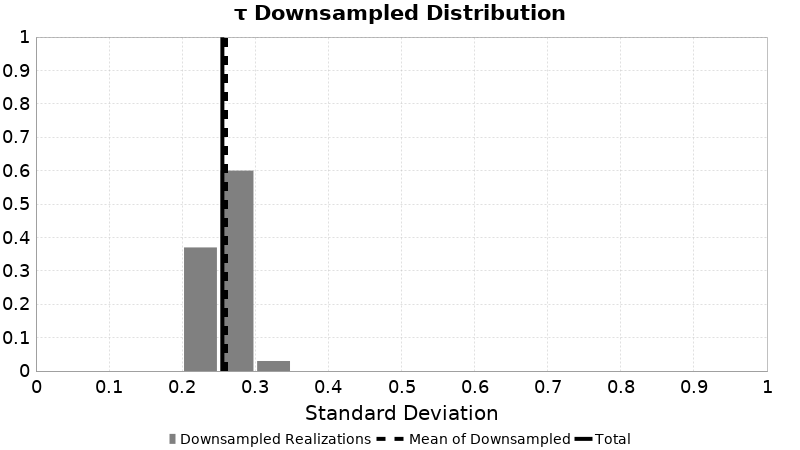 τ Downsampled Distribution
1
0.9
0.8
0.7
0.6
0.5
0.4
0.3
0.2
0.1
0
0 0.1 0.2 0.3 0.4 0.5 0.6 0.7 0.8 0.9 1
Standard Deviation
Downsampled Realizations Mean of Downsampled Total